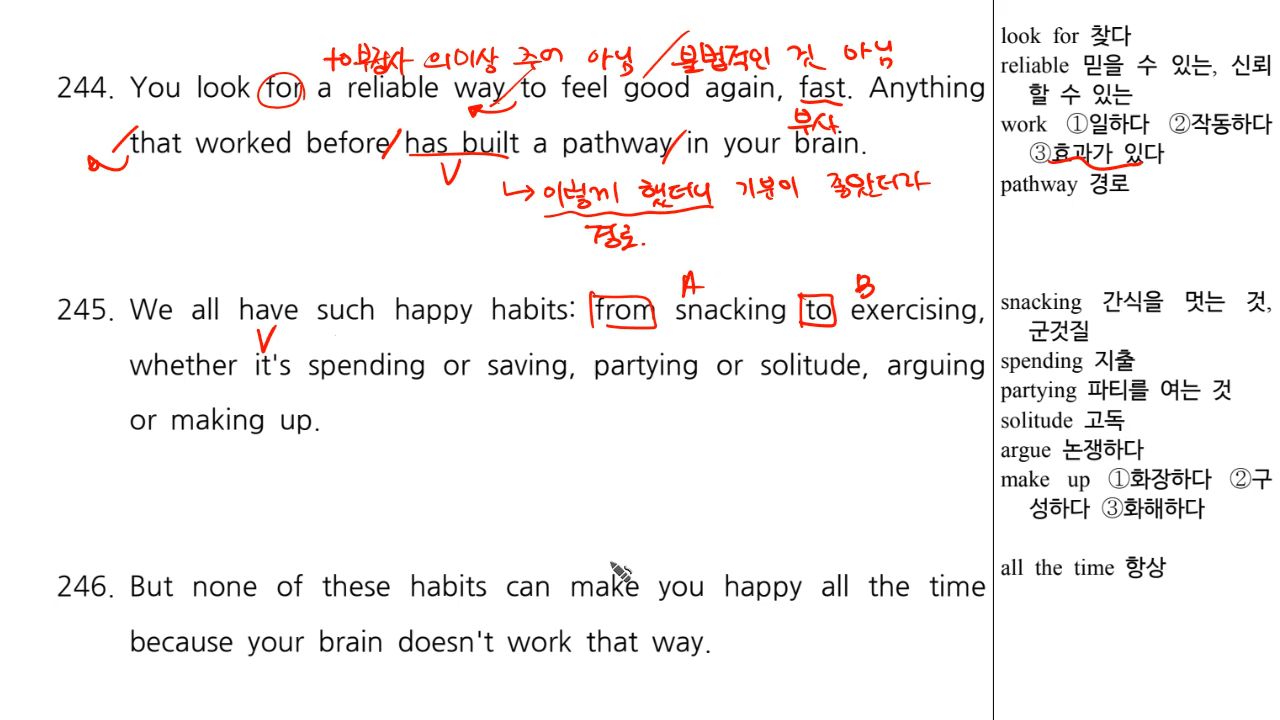 to부정사 의미상 주어 아님 / 불법적인 것 아님
244. You look for a reliable way to feel good again, fast. Anything
부사
that worked before has built a pathway in your brain.
V
↳ 이렇게 했더니 기분이 좋았더라
경로.
A B
245. We all have such happy habits: from snacking to exercising,
V
whether it's spending or saving, partying or solitude, arguing
or making up.
246. But none of these habits can make you happy all the time
because your brain doesn't work that way.
look for 찾다
reliable 믿을 수 있는, 신뢰
할 수 있는
work ①일하다 ②작동하다
③효과가 있다
pathway 경로
snacking 간식을 먹는 것,
군것질
spending 지출
partying 파티를 여는 것
solitude 고독
argue 논쟁하다
make up ①화장하다 ②구
성하다 ③화해하다
all the time 항상